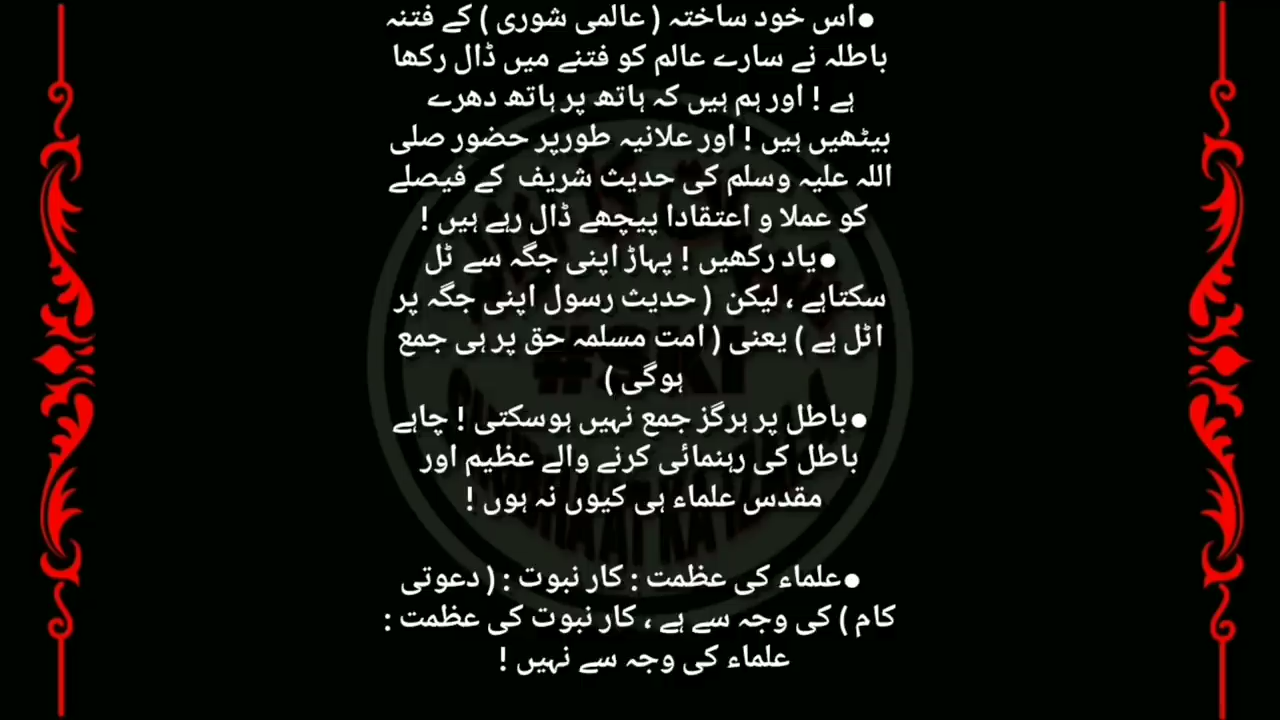 ●اس خود ساختہ ( عالمی شوری ) کے فتنہ
باطلہ نے سارے عالم کو فتنے میں ڈال رکھا
ہے ! اور ہم ہیں کہ ہاتھ پر ہاتھ دھرے
بیٹھیں ہیں ! اور علانیہ طورپر حضور صلی
اللہ علیہ وسلم کی حدیث شریف کے فیصلے
کو عملا و اعتقادا پیچھے ڈال رہے ہیں !
●یاد رکھیں ! پہاڑ اپنی جگہ سے ٹل
سکتاہے ، لیکن ( حدیث رسول اپنی جگہ پر
اٹل ہے ) یعنی ( امت مسلمہ حق پر ہی جمع
ہوگی )
●باطل پر ہرگز جمع نہیں ہوسکتی ! چاہے
باطل کی رہنمائی کرنے والے عظیم اور
مقدس علماء ہی کیوں نہ ہوں !
●علماء کی عظمت : کار نبوت : ( دعوتی
کام ) کی وجہ سے ہے ، کار نبوت کی عظمت :
علماء کی وجہ سے نہیں !
#SKI